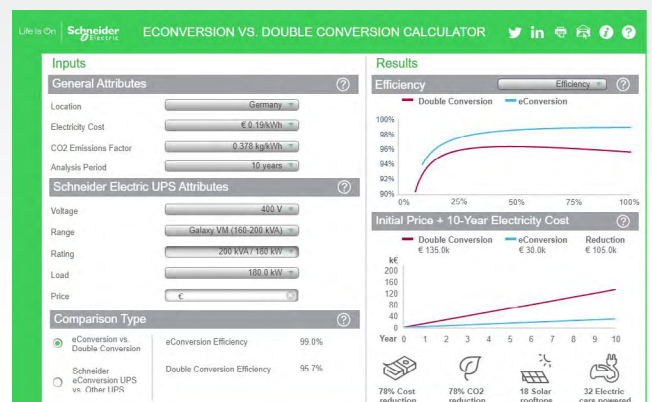 Life Is On Schneider Electric
ECONVERSION VS. DOUBLE CONVERSION CALCULATOR
Inputs
General Attributes
Location Germany
Electricity Cost € 0.19/kWh
CO2 Emissions Factor 0.378 kg/kWh
Analysis Period 10 years
Schneider Electric UPS Attributes
Voltage 400 V
Range Galaxy VM (160-200 kVA)
Rating 200 kVA / 180 kW
Load 180.0 kW
Price €
Comparison Type
eConversion vs.
Double Conversion
eConversion Efficiency 99.0%
Double Conversion Efficiency 95.7%
Schneider
eConversion UPS
vs. Other UPS
Results
Efficiency Efficiency
Double Conversion eConversion
100%
98%
96%
94%
92%
90%
0% 25% 50% 75% 100%
Initial Price + 10-Year Electricity Cost
Double Conversion eConversion Reduction
€ 135.0k € 30.0k € 105.0k
k€
200
160
120
80
40
0
Year 0 1 2 3 4 5 6 7 8 9 10
78% Cost
reduction
78% CO2
reduction
18 Solar
rooftops
32 Electric
cars powered